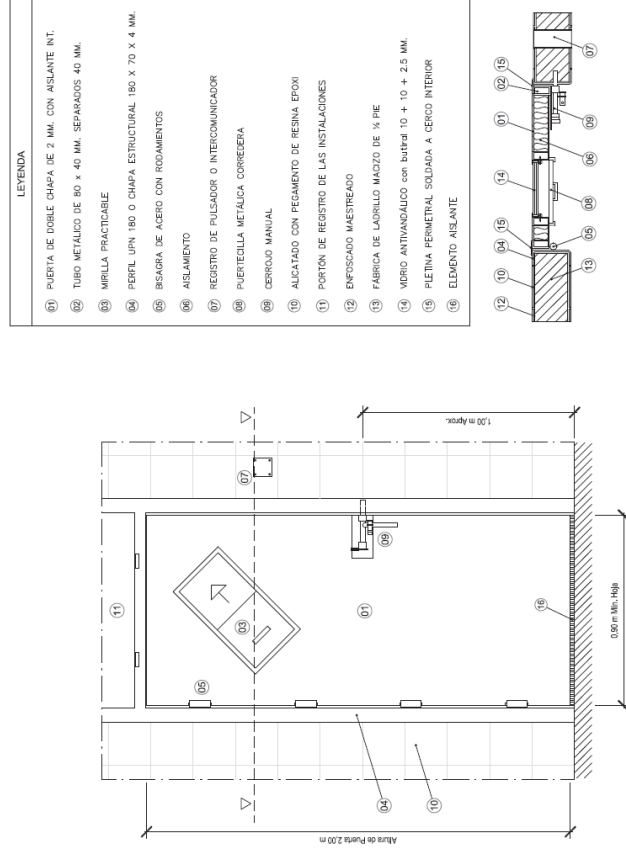 LEYENDA
01 PUERTA DE DOBLE CHAPA DE 2 MM. CON AISLANTE INT.
02 TUBO METÁLICO DE 80 x 40 MM. SEPARADOS 40 MM.
03 MIRILLA PRACTICABLE
04 PERFIL UPN 180 O CHAPA ESTRUCTURAL 180 X 70 X 4 MM.
05 BISAGRA DE ACERO CON RODAMIENTOS
06 AISLAMIENTO
07 REGISTRO DE PULSADOR O INTERCOMUNICADOR
08 PUERTECILLA METÁLICA CORREDERA
09 CERROJO MANUAL
10 ALICATADO CON PEGAMENTO DE RESINA EPOXI
11 PORTÓN DE REGISTRO DE LAS INSTALACIONES
12 ENFOSCADO MAESTREADO
13 FÁBRICA DE LADRILLO MACIZO DE ½ PIE
14 VIDRIO ANTIVANDÁLICO con butiral 10 + 10 + 2.5 MM.
15 PLETINA PERIMETRAL SOLDADA A CERCO INTERIOR
16 ELEMENTO AISLANTE
12
10
04
15
14
01
02
15
13
05
08
06
09
07
11
05
03
07
01
09
16
04
10
1,00 m Aprox.
0,90 m Min. Hoja
Altura de Puerta 2,00 m